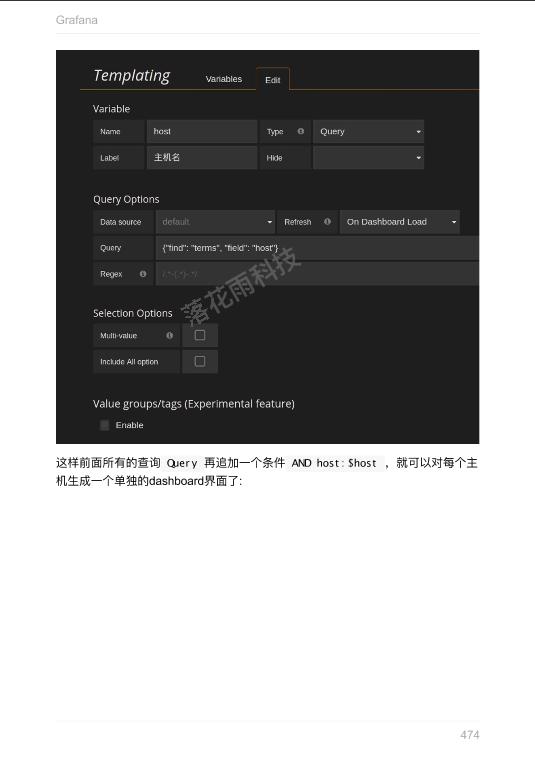 Grafana
Templating Variables Edit
Variable
Name host Type Query
Label 主机名 Hide
Query Options
Data source default Refresh On Dashboard Load
Query {"find": "terms", "field": "host"}
Regex /.*-(.*)-.*/
Selection Options
Multi-value
Include All option
Value groups/tags (Experimental feature)
Enable
落花雨科技
这样前面所有的查询 Query 再追加一个条件 AND host:$host ，就可以对每个主
机生成一个单独的dashboard界面了:
474